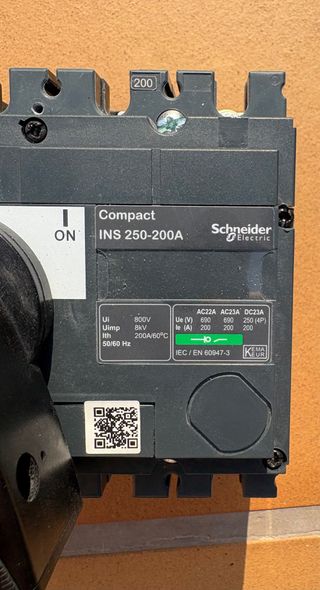 200
I
ON
Compact
INS 250-200A
Schneider
Electric
Ui 800V
Uimp 8kV
Ith 200A/60°C
50/60 Hz
AC22A AC23A DC23A
Ue (V) 690 690 250 (4P)
Ie (A) 200 200 200
IEC / EN 60947-3
KEMA
KEUR